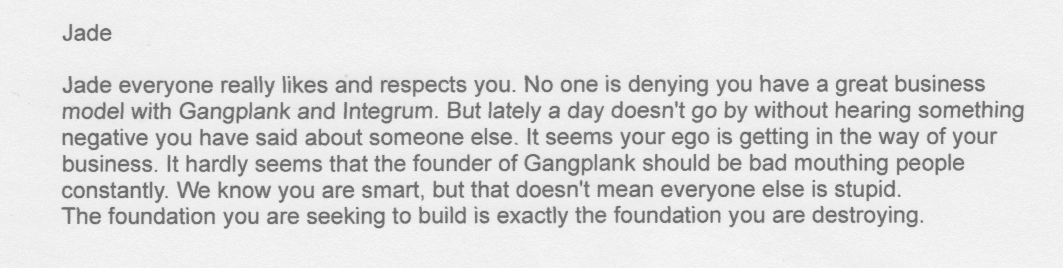 Jade
Jade everyone really likes and respects you. No one is denying you have a great business
model with Gangplank and Integrum. But lately a day doesn't go by without hearing something
negative you have said about someone else. It seems your ego is getting in the way of your
business. It hardly seems that the founder of Gangplank should be bad mouthing people
constantly. We know you are smart, but that doesn't mean everyone else is stupid.
The foundation you are seeking to build is exactly the foundation you are destroying.